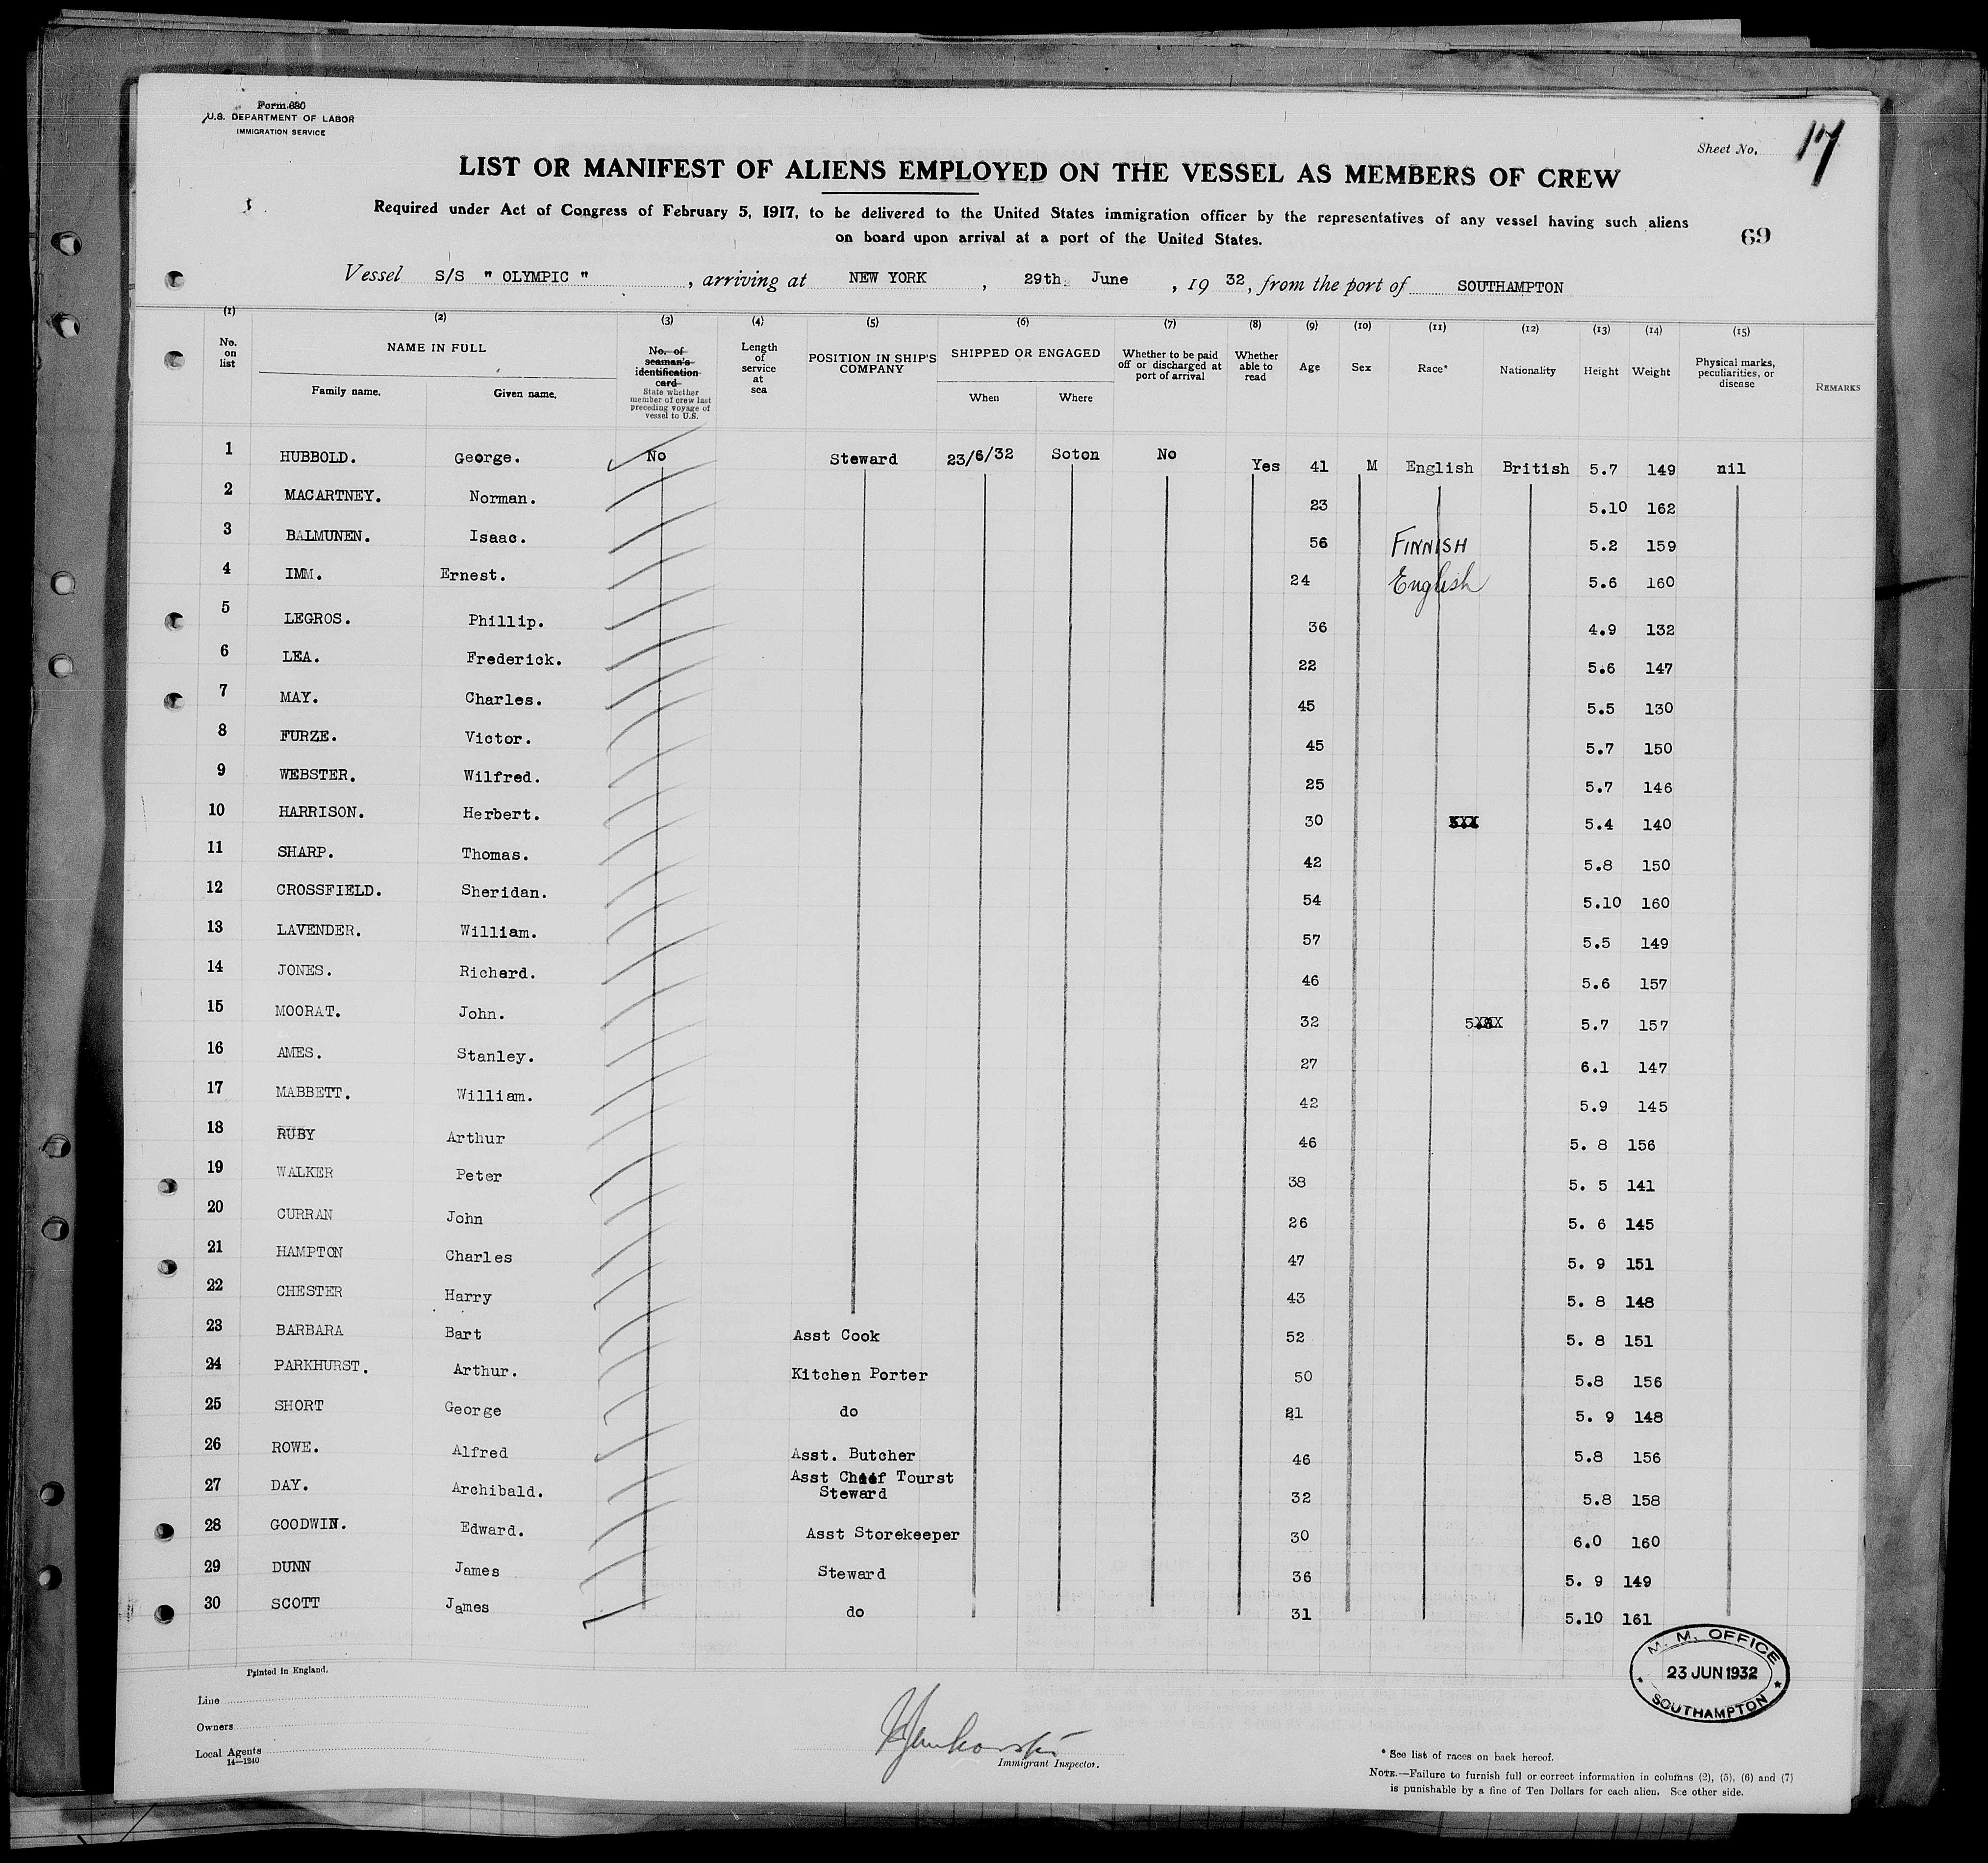 Form 680
U.S. DEPARTMENT OF LABOR
IMMIGRATION SERVICE
Sheet No. 17
LIST OR MANIFEST OF ALIENS EMPLOYED ON THE VESSEL AS MEMBERS OF CREW
Required under Act of Congress of February 5, 1917, to be delivered to the United States immigration officer by the representatives of any vessel having such aliens
on board upon arrival at a port of the United States.
69
Vessel S/S " OLYMPIC " , arriving at NEW YORK , 29th June , 19 32, from the port of SOUTHAMPTON
(1) (2) (3) (4) (5) (6) (7) (8) (9) (10) (11) (12) (13) (14) (15)
No. on list
NAME IN FULL
Family name. Given name.
No. of seaman's identification card
State whether member of crew last preceding voyage of vessel to U.S.
Length of service at sea
POSITION IN SHIP'S COMPANY
SHIPPED OR ENGAGED
When Where
Whether to be paid off or discharged at port of arrival
Whether able to read
Age
Sex
Race*
Nationality
Height
Weight
Physical marks, peculiarities, or disease
REMARKS
1 HUBBOLD. George. No Steward 23/6/32 Soton No Yes 41 M English British 5.7 149 nil
2 MACARTNEY. Norman. 23 5.10 162
3 BALMUNEN. Isaac. 56 FINNISH 5.2 159
4 IMM. Ernest. 24 English 5.6 160
5 LEGROS. Phillip. 36 4.9 132
6 LEA. Frederick. 22 5.6 147
7 MAY. Charles. 45 5.5 130
8 FURZE. Victor. 45 5.7 150
9 WEBSTER. Wilfred. 25 5.7 146
10 HARRISON. Herbert. 30 5.4 140
11 SHARP. Thomas. 42 5.8 150
12 CROSSFIELD. Sheridan. 54 5.10 160
13 LAVENDER. William. 57 5.5 149
14 JONES. Richard. 46 5.6 157
15 MOORAT. John. 32 5.7 157
16 AMES. Stanley. 27 6.1 147
17 MABBETT. William. 42 5.9 145
18 RUBY Arthur 46 5. 8 156
19 WALKER Peter 38 5. 5 141
20 CURRAN John 26 5. 6 145
21 HAMPTON Charles 47 5. 9 151
22 CHESTER Harry 43 5. 8 148
23 BARBARA Bart Asst Cook 52 5. 8 151
24 PARKHURST. Arthur. Kitchen Porter 50 5.8 156
25 SHORT George do 21 5. 9 148
26 ROWE. Alfred Asst. Butcher 46 5.8 156
27 DAY. Archibald. Asst Chief Tourst Steward 32 5.8 158
28 GOODWIN. Edward. Asst Storekeeper 30 6.0 160
29 DUNN James Steward 36 5. 9 149
30 SCOTT James do 31 5.10 161
M. M. OFFICE
23 JUN 1932
SOUTHAMPTON
Printed in England.
Line
Owners
Local Agents
14—1240
Immigrant Inspector.
* See list of races on back hereof.
NOTE.—Failure to furnish full or correct information in columns (2), (5), (6) and (7)
is punishable by a fine of Ten Dollars for each alien. See other side.